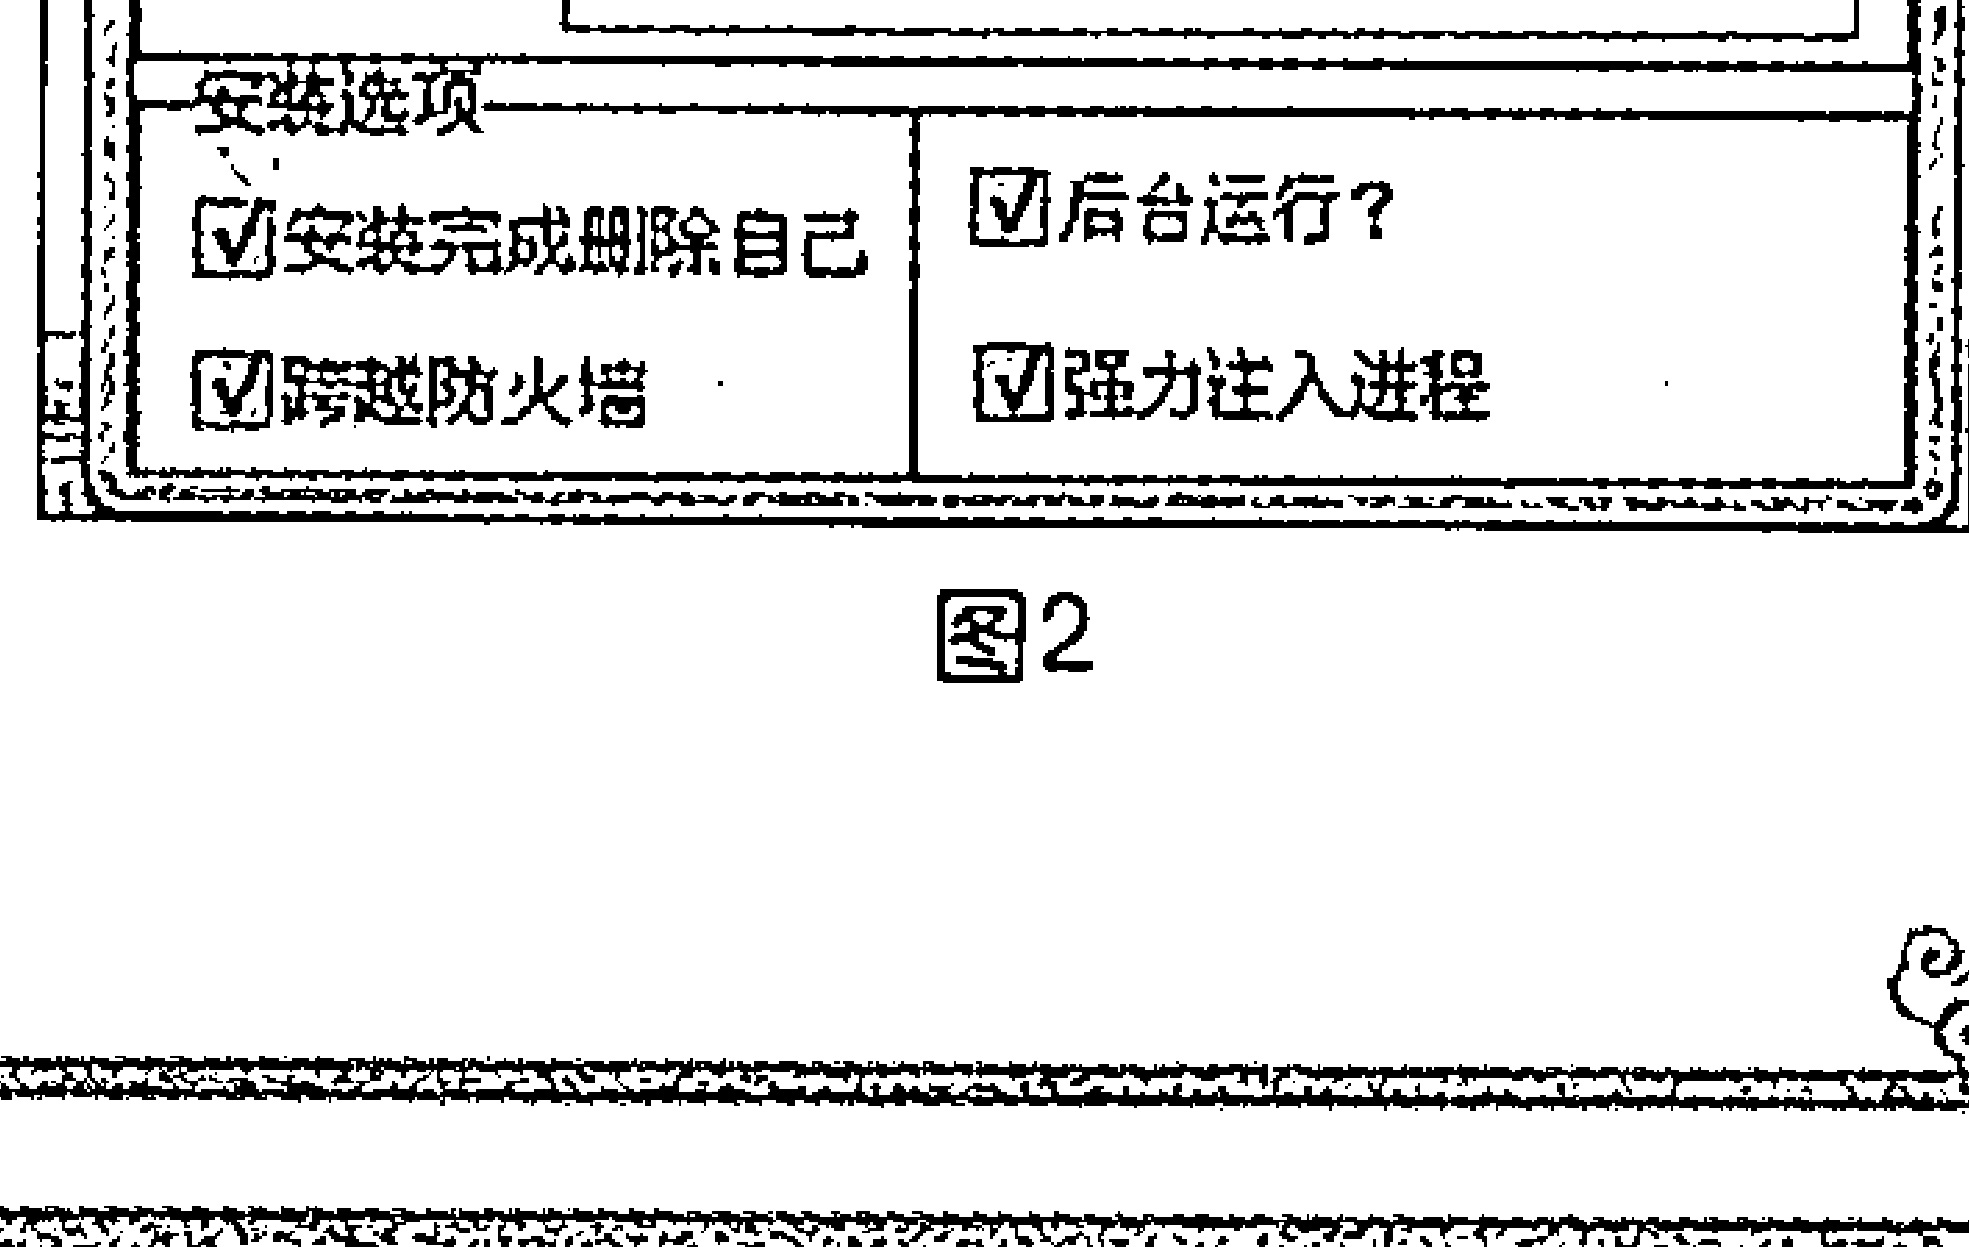 安装选项
安装完成删除自己
后台运行?
跨越防火墙
强力注入进程
图2